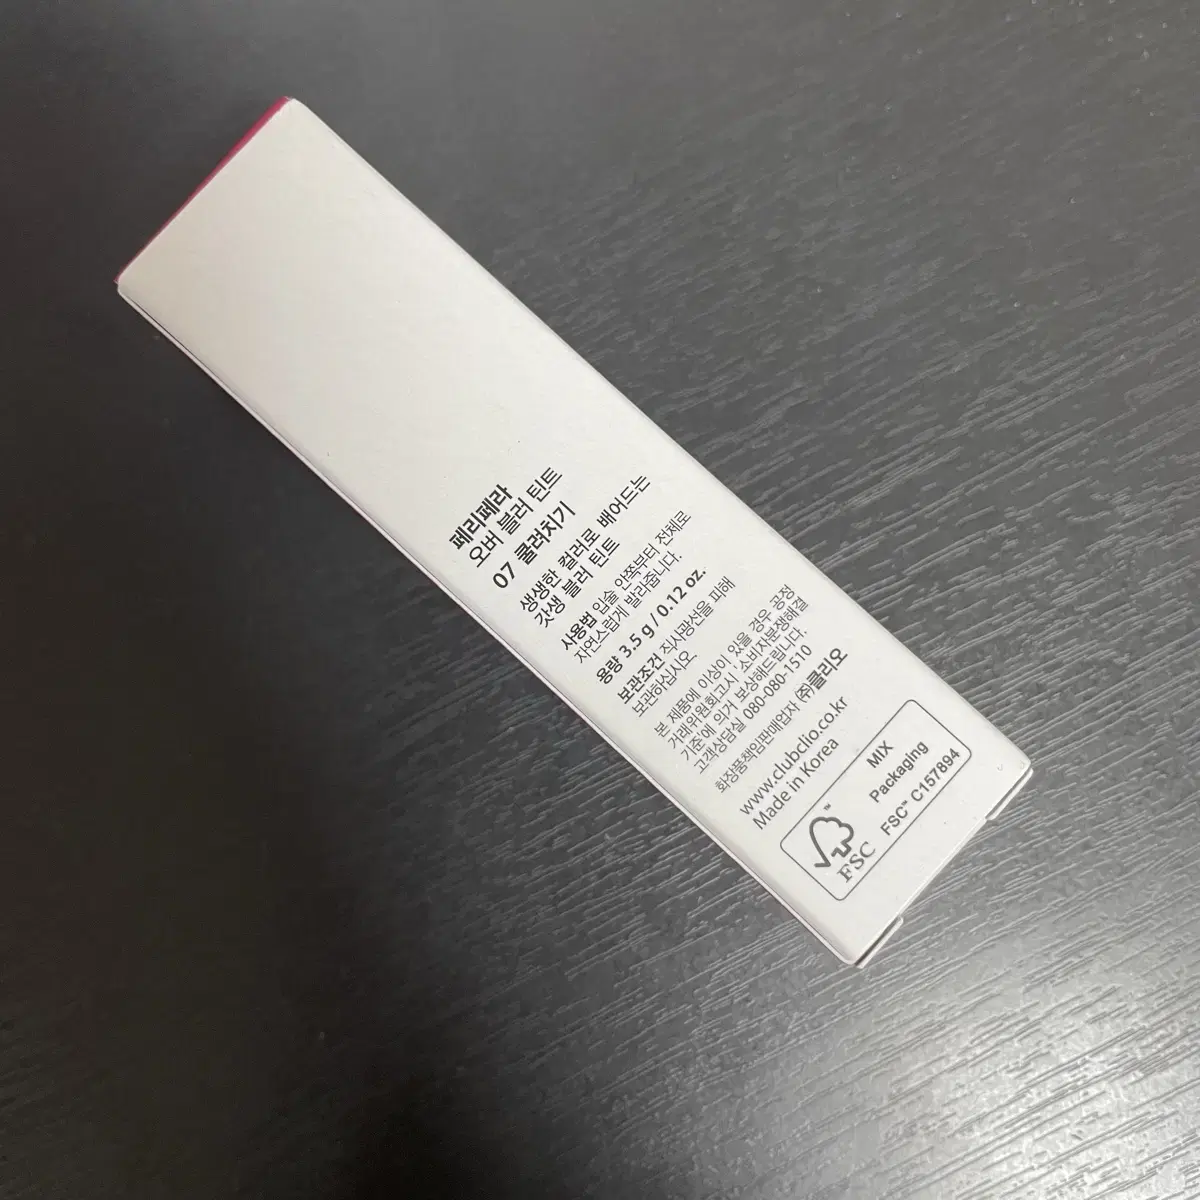 페리페라
오버 블러 틴트
07 쿨려치기
생생한 컬러로 배어드는
갓생 블러 틴트
사용법 입술 안쪽부터 전체로
자연스럽게 발라줍니다.
용량 3.5 g / 0.12 oz.
보관조건 직사광선을 피해
보관하십시오.
본 제품에 이상이 있을 경우 공정
거래위원회고시 '소비자분쟁해결
기준에 의거 보상해드립니다.
고객상담실 080-080-1510
화장품책임판매업자 (주)클리오
www.clubclio.co.kr
Made in Korea
FSC™
MIX
Packaging
FSC™ C157894